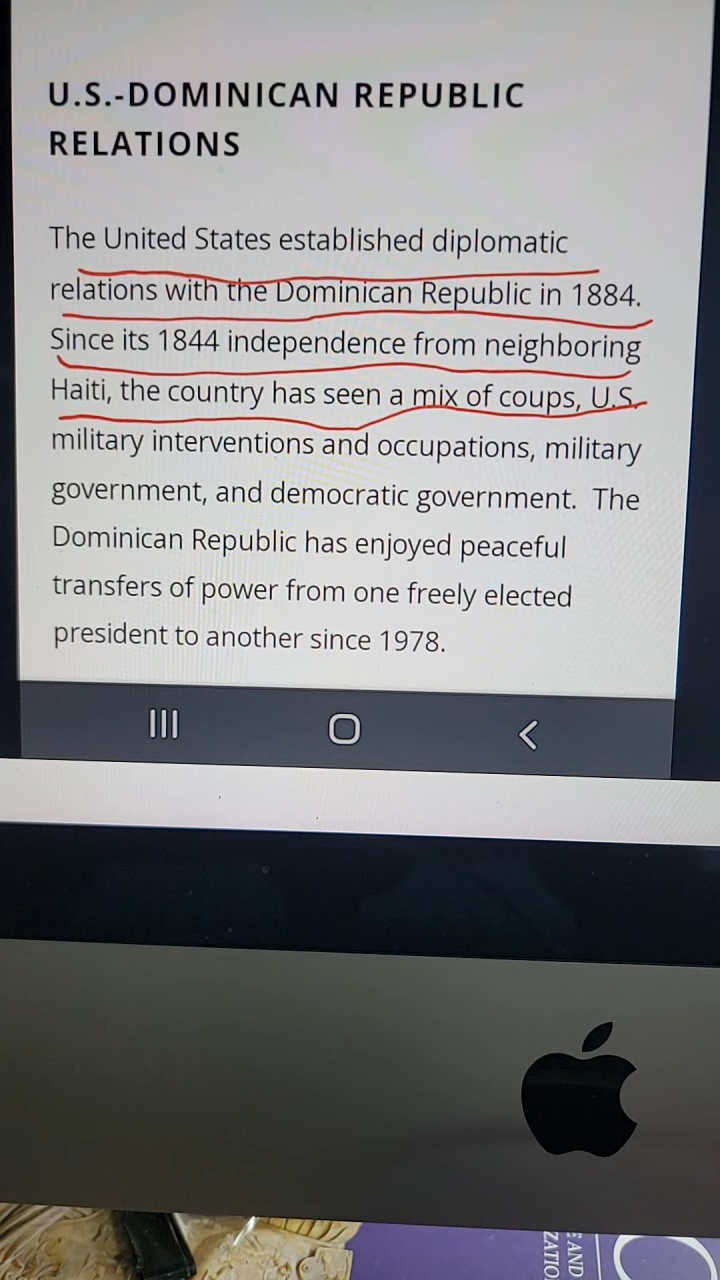 U.S.-DOMINICAN REPUBLIC
RELATIONS
The United States established diplomatic
relations with the Dominican Republic in 1884.
Since its 1844 independence from neighboring
Haiti, the country has seen a mix of coups, U.S.
military interventions and occupations, military
government, and democratic government.  The
Dominican Republic has enjoyed peaceful
transfers of power from one freely elected
president to another since 1978.
E AND
ZATIO